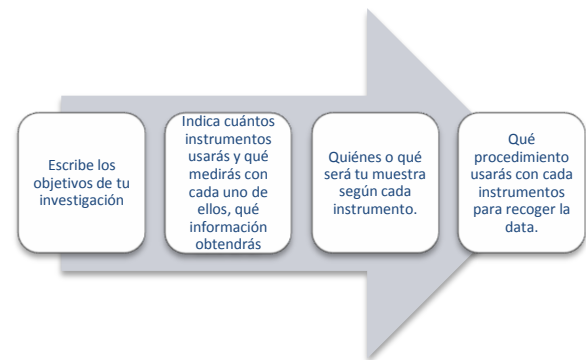 Escribe los
objetivos de tu
investigación
Indica cuántos
instrumentos
usarás y qué
medirás con
cada uno de
ellos, qué
información
obtendrás
Quiénes o qué
será tu muestra
según cada
instrumento.
Qué
procedimiento
usarás con cada
instrumentos
para recoger la
data.